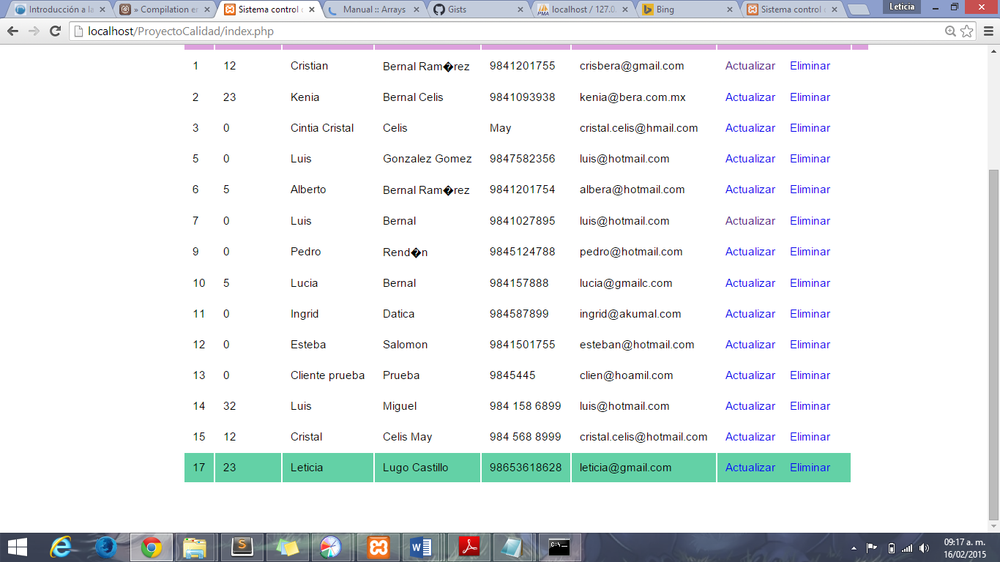 Introducción a la
» Compilation en
Sistema control d
Manual :: Arrays
Gists
localhost / 127.0.
Bing
Sistema control d
Leticia
localhost/ProyectoCalidad/index.php
1 12 Cristian Bernal Ram�rez 9841201755 crisbera@gmail.com Actualizar Eliminar
2 23 Kenia Bernal Celis 9841093938 kenia@bera.com.mx Actualizar Eliminar
3 0 Cintia Cristal Celis May cristal.celis@hmail.com Actualizar Eliminar
5 0 Luis Gonzalez Gomez 9847582356 luis@hotmail.com Actualizar Eliminar
6 5 Alberto Bernal Ram�rez 9841201754 albera@hotmail.com Actualizar Eliminar
7 0 Luis Bernal 9841027895 luis@hotmail.com Actualizar Eliminar
9 0 Pedro Rend�n 9845124788 pedro@hotmail.com Actualizar Eliminar
10 5 Lucia Bernal 984157888 lucia@gmailc.com Actualizar Eliminar
11 0 Ingrid Datica 984587899 ingrid@akumal.com Actualizar Eliminar
12 0 Esteba Salomon 9841501755 esteban@hotmail.com Actualizar Eliminar
13 0 Cliente prueba Prueba 9845445 clien@hoamil.com Actualizar Eliminar
14 32 Luis Miguel 984 158 6899 luis@hotmail.com Actualizar Eliminar
15 12 Cristal Celis May 984 568 8999 cristal.celis@hotmail.com Actualizar Eliminar
17 23 Leticia Lugo Castillo 98653618628 leticia@gmail.com Actualizar Eliminar
09:17 a. m.
16/02/2015